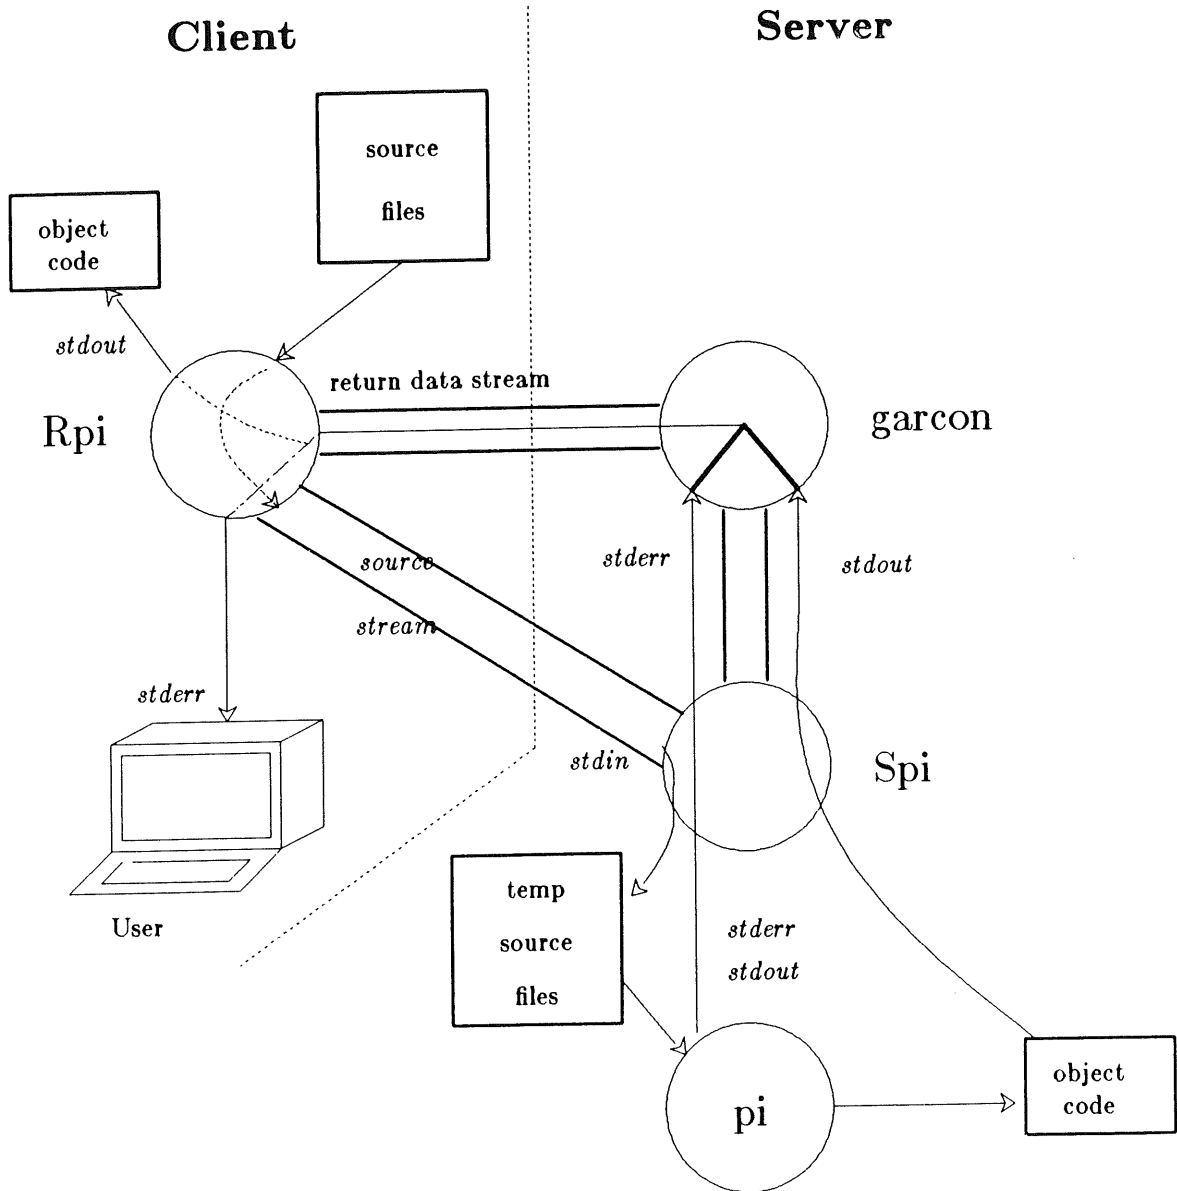 Client
Server
source
files
object
code
stdout
return data stream
Rpi
garcon
source
stream
stderr
stdout
stderr
stdin
Spi
User
temp
source
files
stderr
stdout
pi
object
code